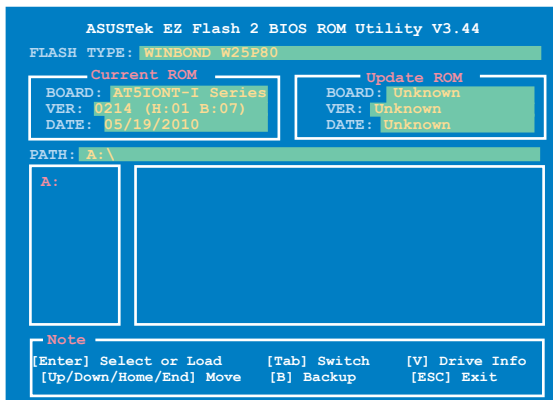 ASUSTek EZ Flash 2 BIOS ROM Utility V3.44
FLASH TYPE: WINBOND W25P80
Current ROM
BOARD: AT5IONT-I Series
VER: 0214 (H:01 B:07)
DATE: 05/19/2010
Update ROM
BOARD: Unknown
VER: Unknown
DATE: Unknown
PATH: A:\
A:
Note
[Enter] Select or Load [Tab] Switch [V] Drive Info
[Up/Down/Home/End] Move [B] Backup [ESC] Exit